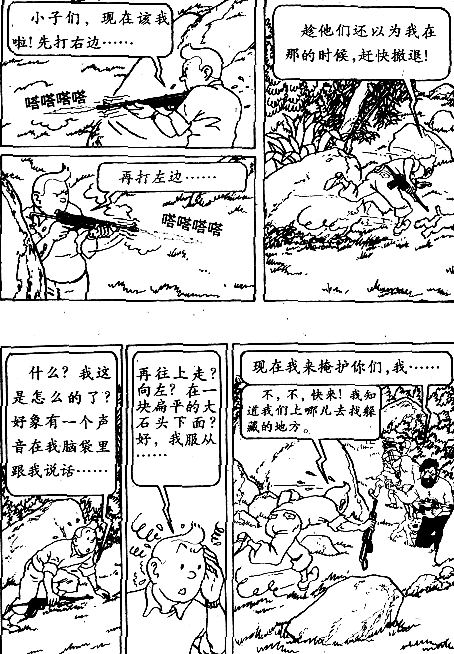 小子们，现在该我
啦！先打右边……
嗒嗒嗒嗒
再打左边……
嗒嗒嗒嗒
趁他们还以为我在
那的时候，赶快撤退！
什么？我这
是怎么的了？
好象有一个声
音在我脑袋里
跟我说话……
再往上走？
向左？在一
块扁平的大
石头下面？
好，我服从
……
现在我来掩护你们，我……
不，不，快来！我知
道我们上哪儿去找躲
藏的地方。